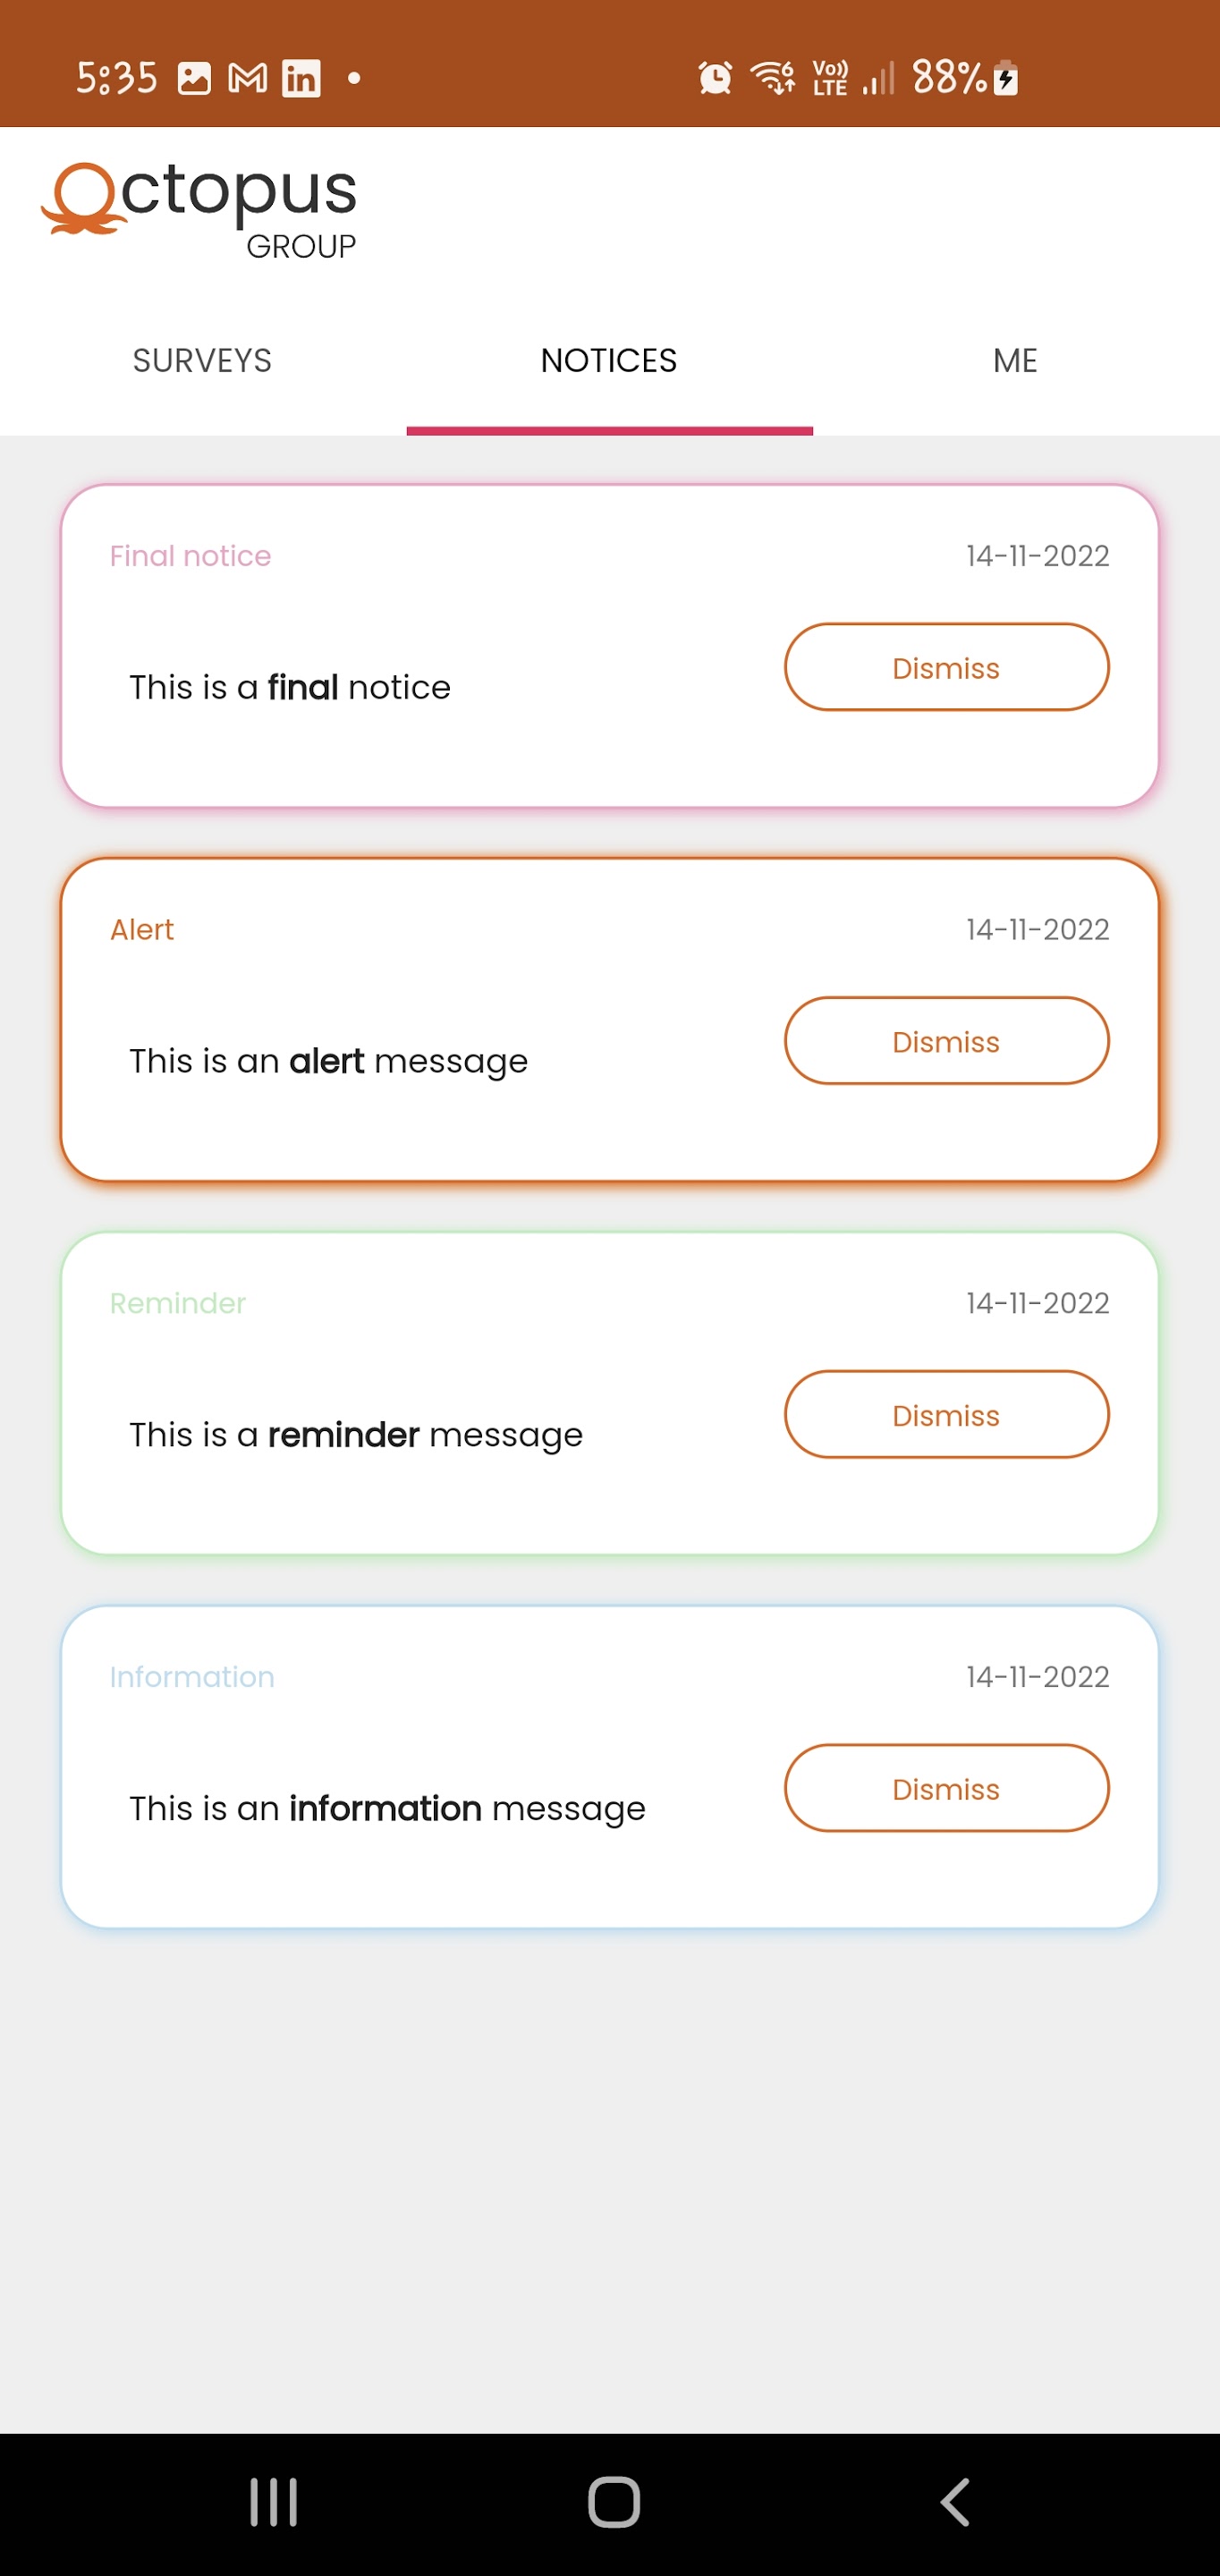 5:35 Vo)) LTE 88%
Octopus
GROUP
SURVEYS NOTICES ME
Final notice 14-11-2022
This is a final notice Dismiss
Alert 14-11-2022
This is an alert message Dismiss
Reminder 14-11-2022
This is a reminder message Dismiss
Information 14-11-2022
This is an information message Dismiss